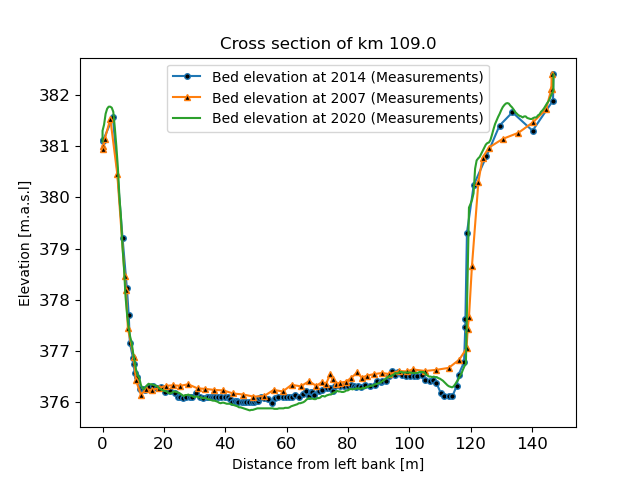 Cross section of km 109.0
Bed elevation at 2014 (Measurements)
Bed elevation at 2007 (Measurements)
Bed elevation at 2020 (Measurements)
Elevation [m.a.s.l]
382
381
380
379
378
377
376
0 20 40 60 80 100 120 140
Distance from left bank [m]